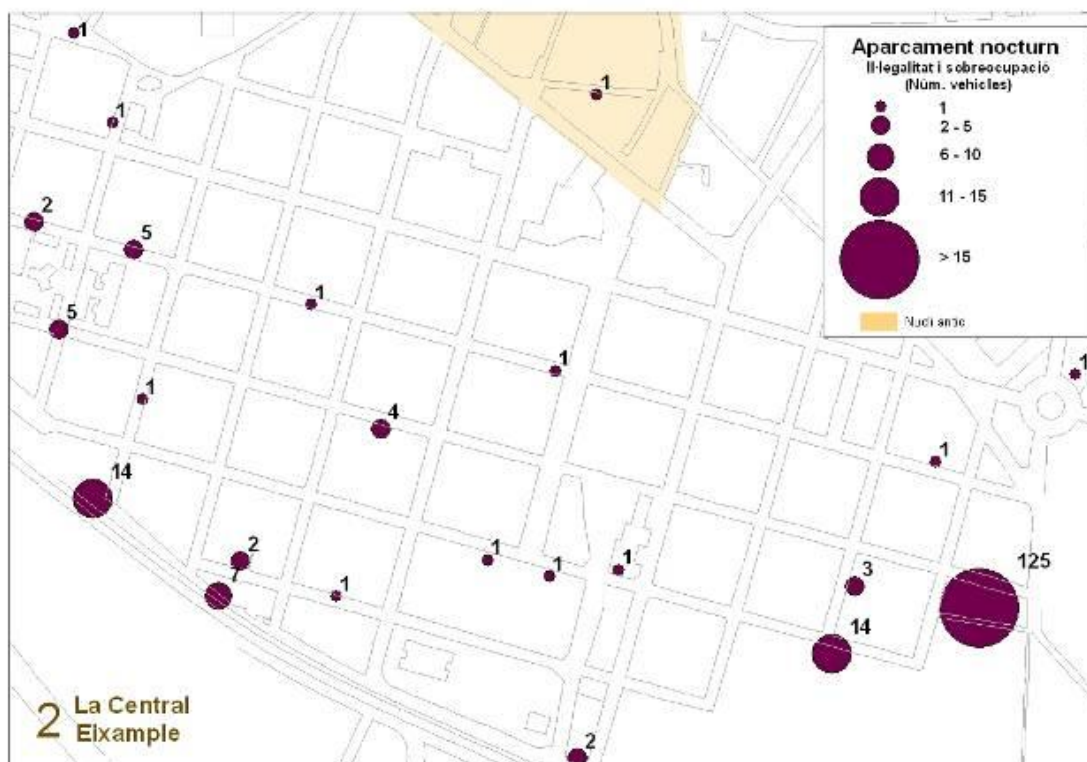 1
1
1
Aparcament nocturn
Il·legalitat i sobreocupació
(Núm. vehicles)
1
2 - 5
6 - 10
11 - 15
> 15
Nucli antic
2
5
1
5
1
1
1
4
1
14
2
7
1
1
1
1
3
125
14
2
2 La Central
Eixample